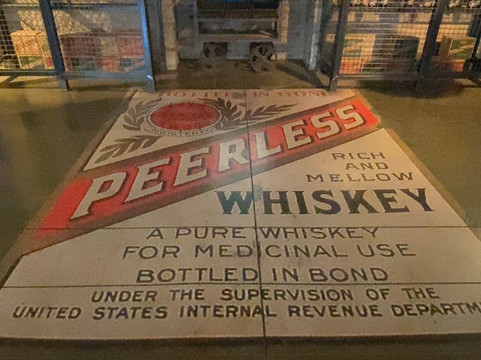 BOTTLED IN BOND
REGISTERED
PEERLESS
RICH
AND
MELLOW
WHISKEY
A PURE WHISKEY
FOR MEDICINAL USE
BOTTLED IN BOND
UNDER THE SUPERVISION OF THE
UNITED STATES INTERNAL REVENUE DEPARTM